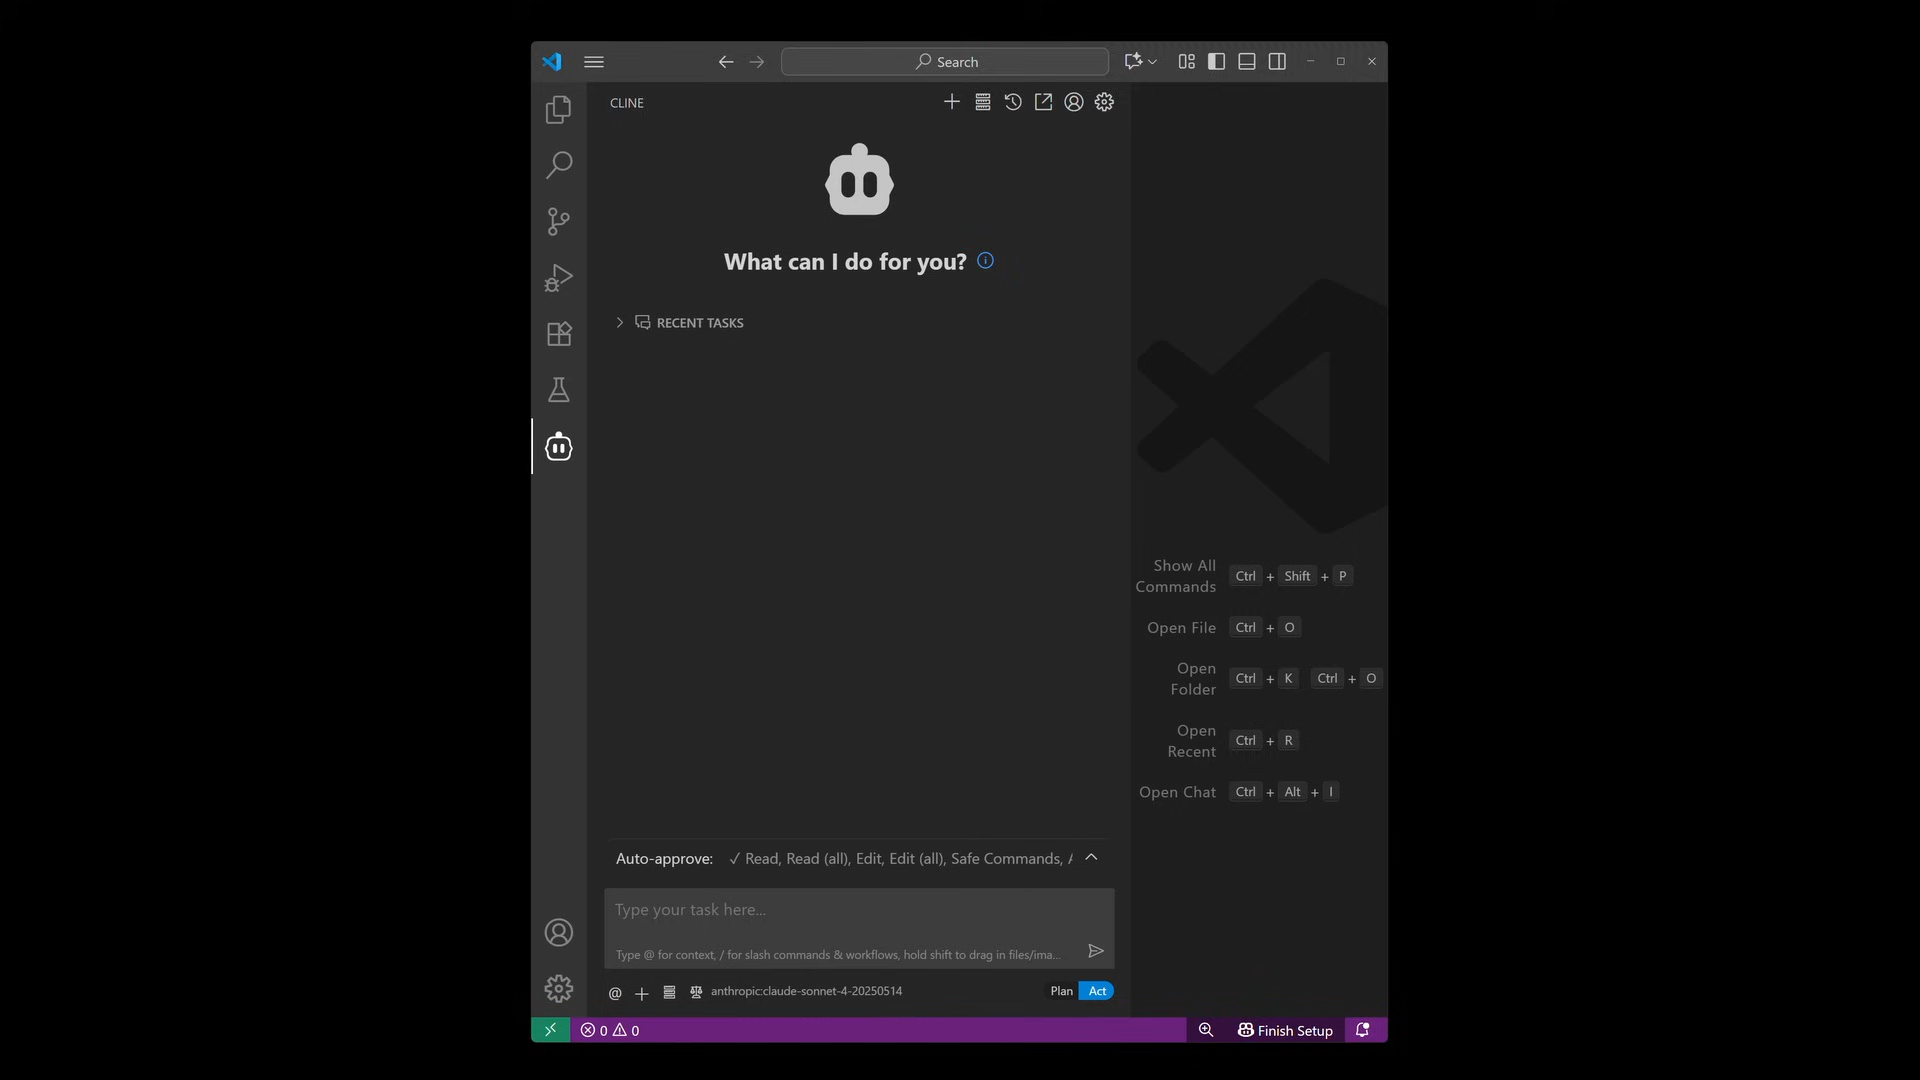 Search
CLINE
What can I do for you?
RECENT TASKS
Show All
Commands
Ctrl + Shift + P
Open File
Ctrl + O
Open
Folder
Ctrl + K Ctrl + O
Open
Recent
Ctrl + R
Open Chat
Ctrl + Alt + I
Auto-approve: ✓ Read, Read (all), Edit, Edit (all), Safe Commands,
Type your task here...
Type @ for context, / for slash commands & workflows, hold shift to drag in files/ima...
@ + anthropic:claude-sonnet-4-20250514
Plan Act
0 0
Finish Setup